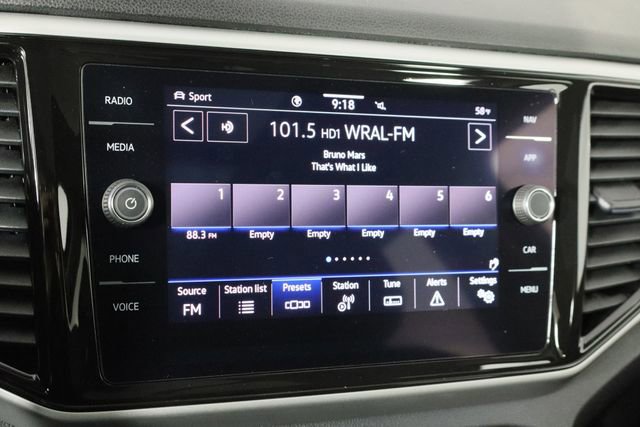 RADIO
MEDIA
PHONE
VOICE
Sport
9:18
58°F
101.5 HD1 WRAL-FM
Bruno Mars
That's What I Like
1
2
3
4
5
6
88.3 FM
Empty
Empty
Empty
Empty
Empty
Source
FM
Station list
Presets
Station
Tune
Alerts
Settings
NAV
APP
CAR
MENU